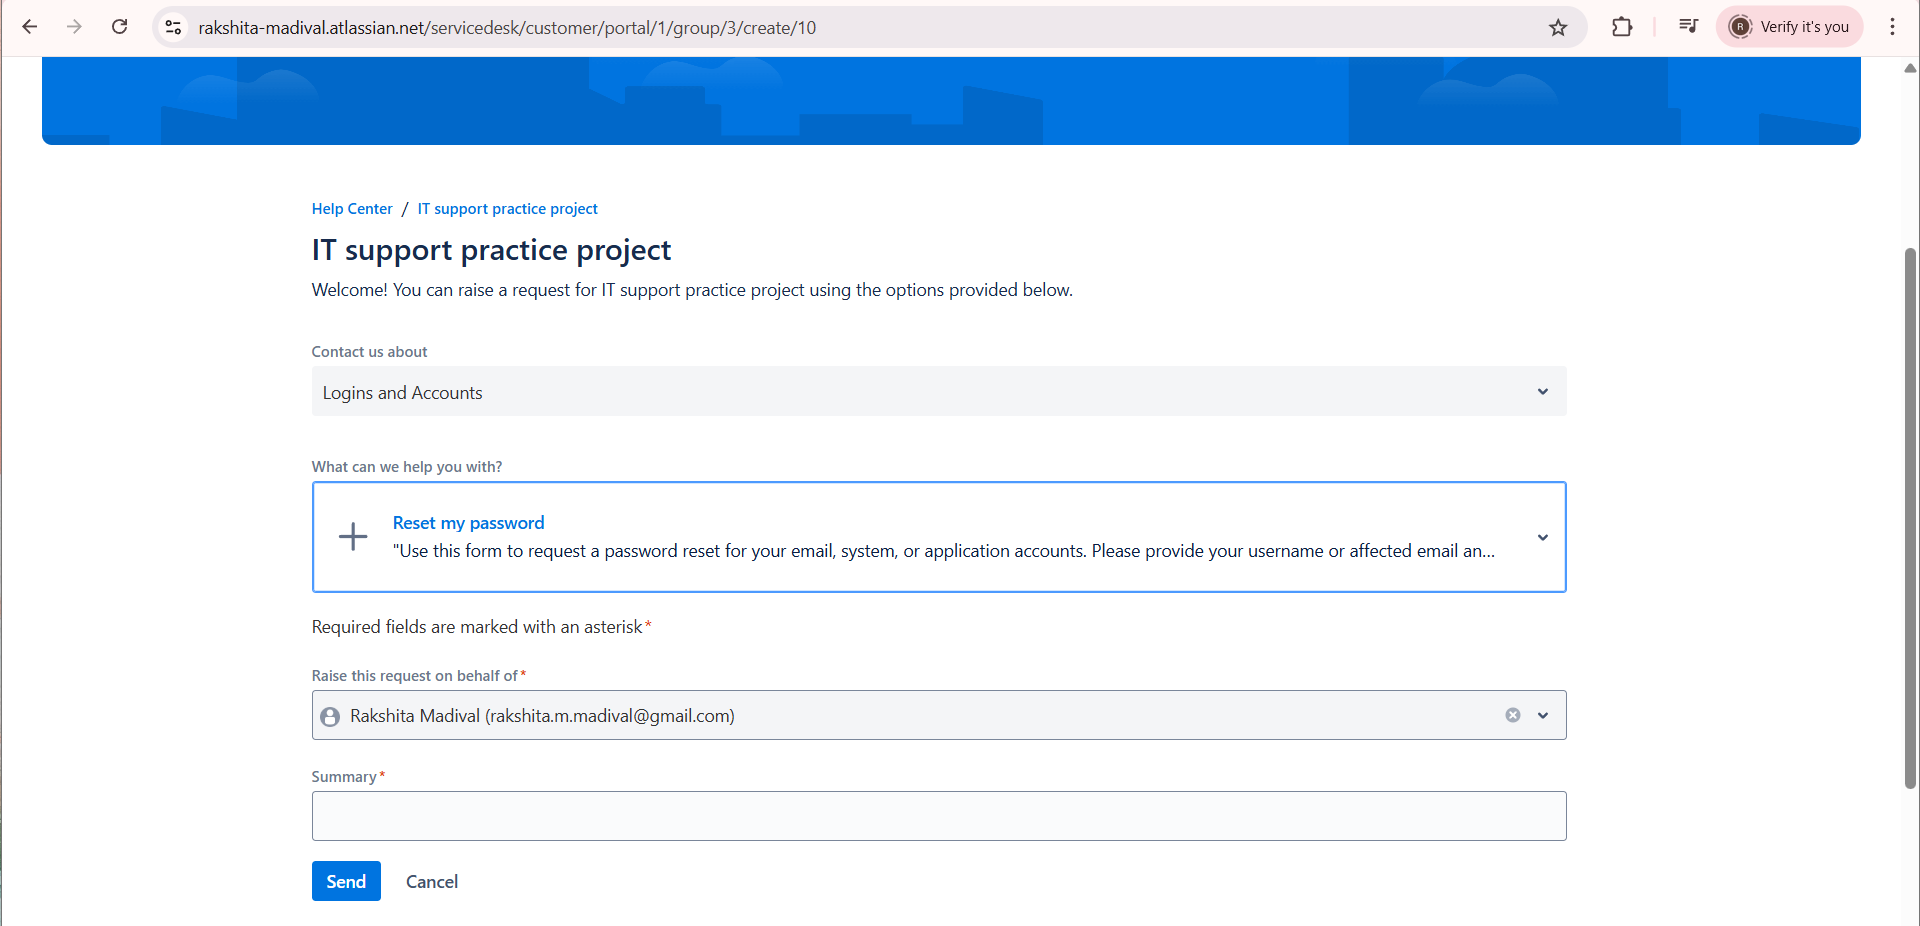 rakshita-madival.atlassian.net/servicedesk/customer/portal/1/group/3/create/10
R
Verify it's you
Help Center / IT support practice project
IT support practice project
Welcome! You can raise a request for IT support practice project using the options provided below.
Contact us about
Logins and Accounts
What can we help you with?
Reset my password
"Use this form to request a password reset for your email, system, or application accounts. Please provide your username or affected email an...
Required fields are marked with an asterisk*
Raise this request on behalf of*
Rakshita Madival (rakshita.m.madival@gmail.com)
Summary*
Send Cancel